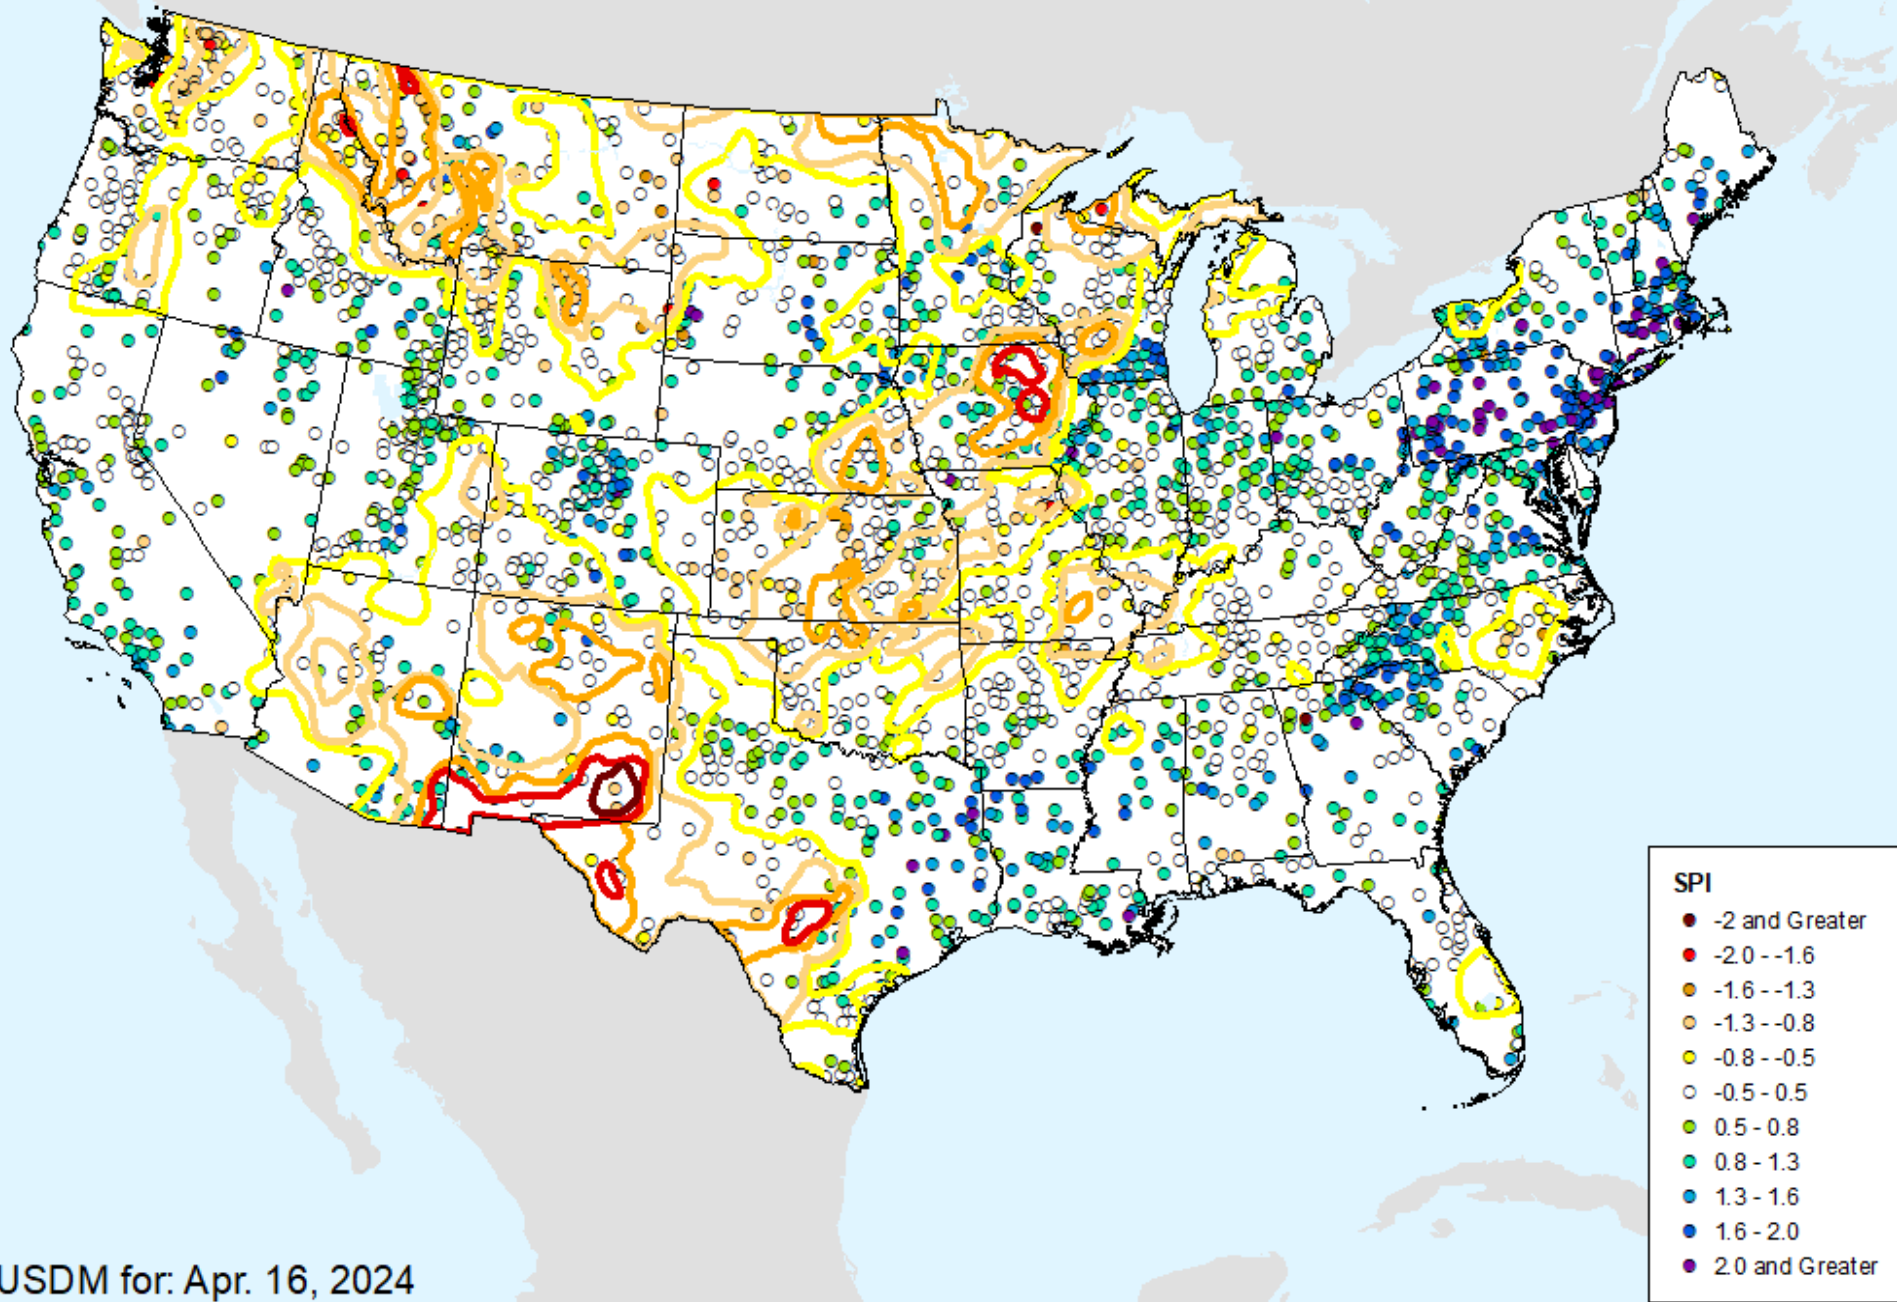 SPI
-2 and Greater
-2.0 - -1.6
-1.6 - -1.3
-1.3 - -0.8
-0.8 - -0.5
-0.5 - 0.5
0.5 - 0.8
0.8 - 1.3
1.3 - 1.6
1.6 - 2.0
2.0 and Greater
USDM for: Apr. 16, 2024